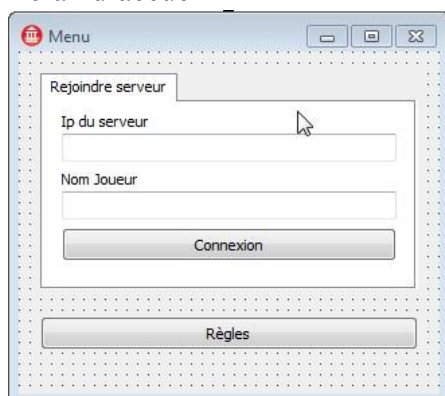 Menu
Rejoindre serveur
Ip du serveur
Nom Joueur
Connexion
Règles